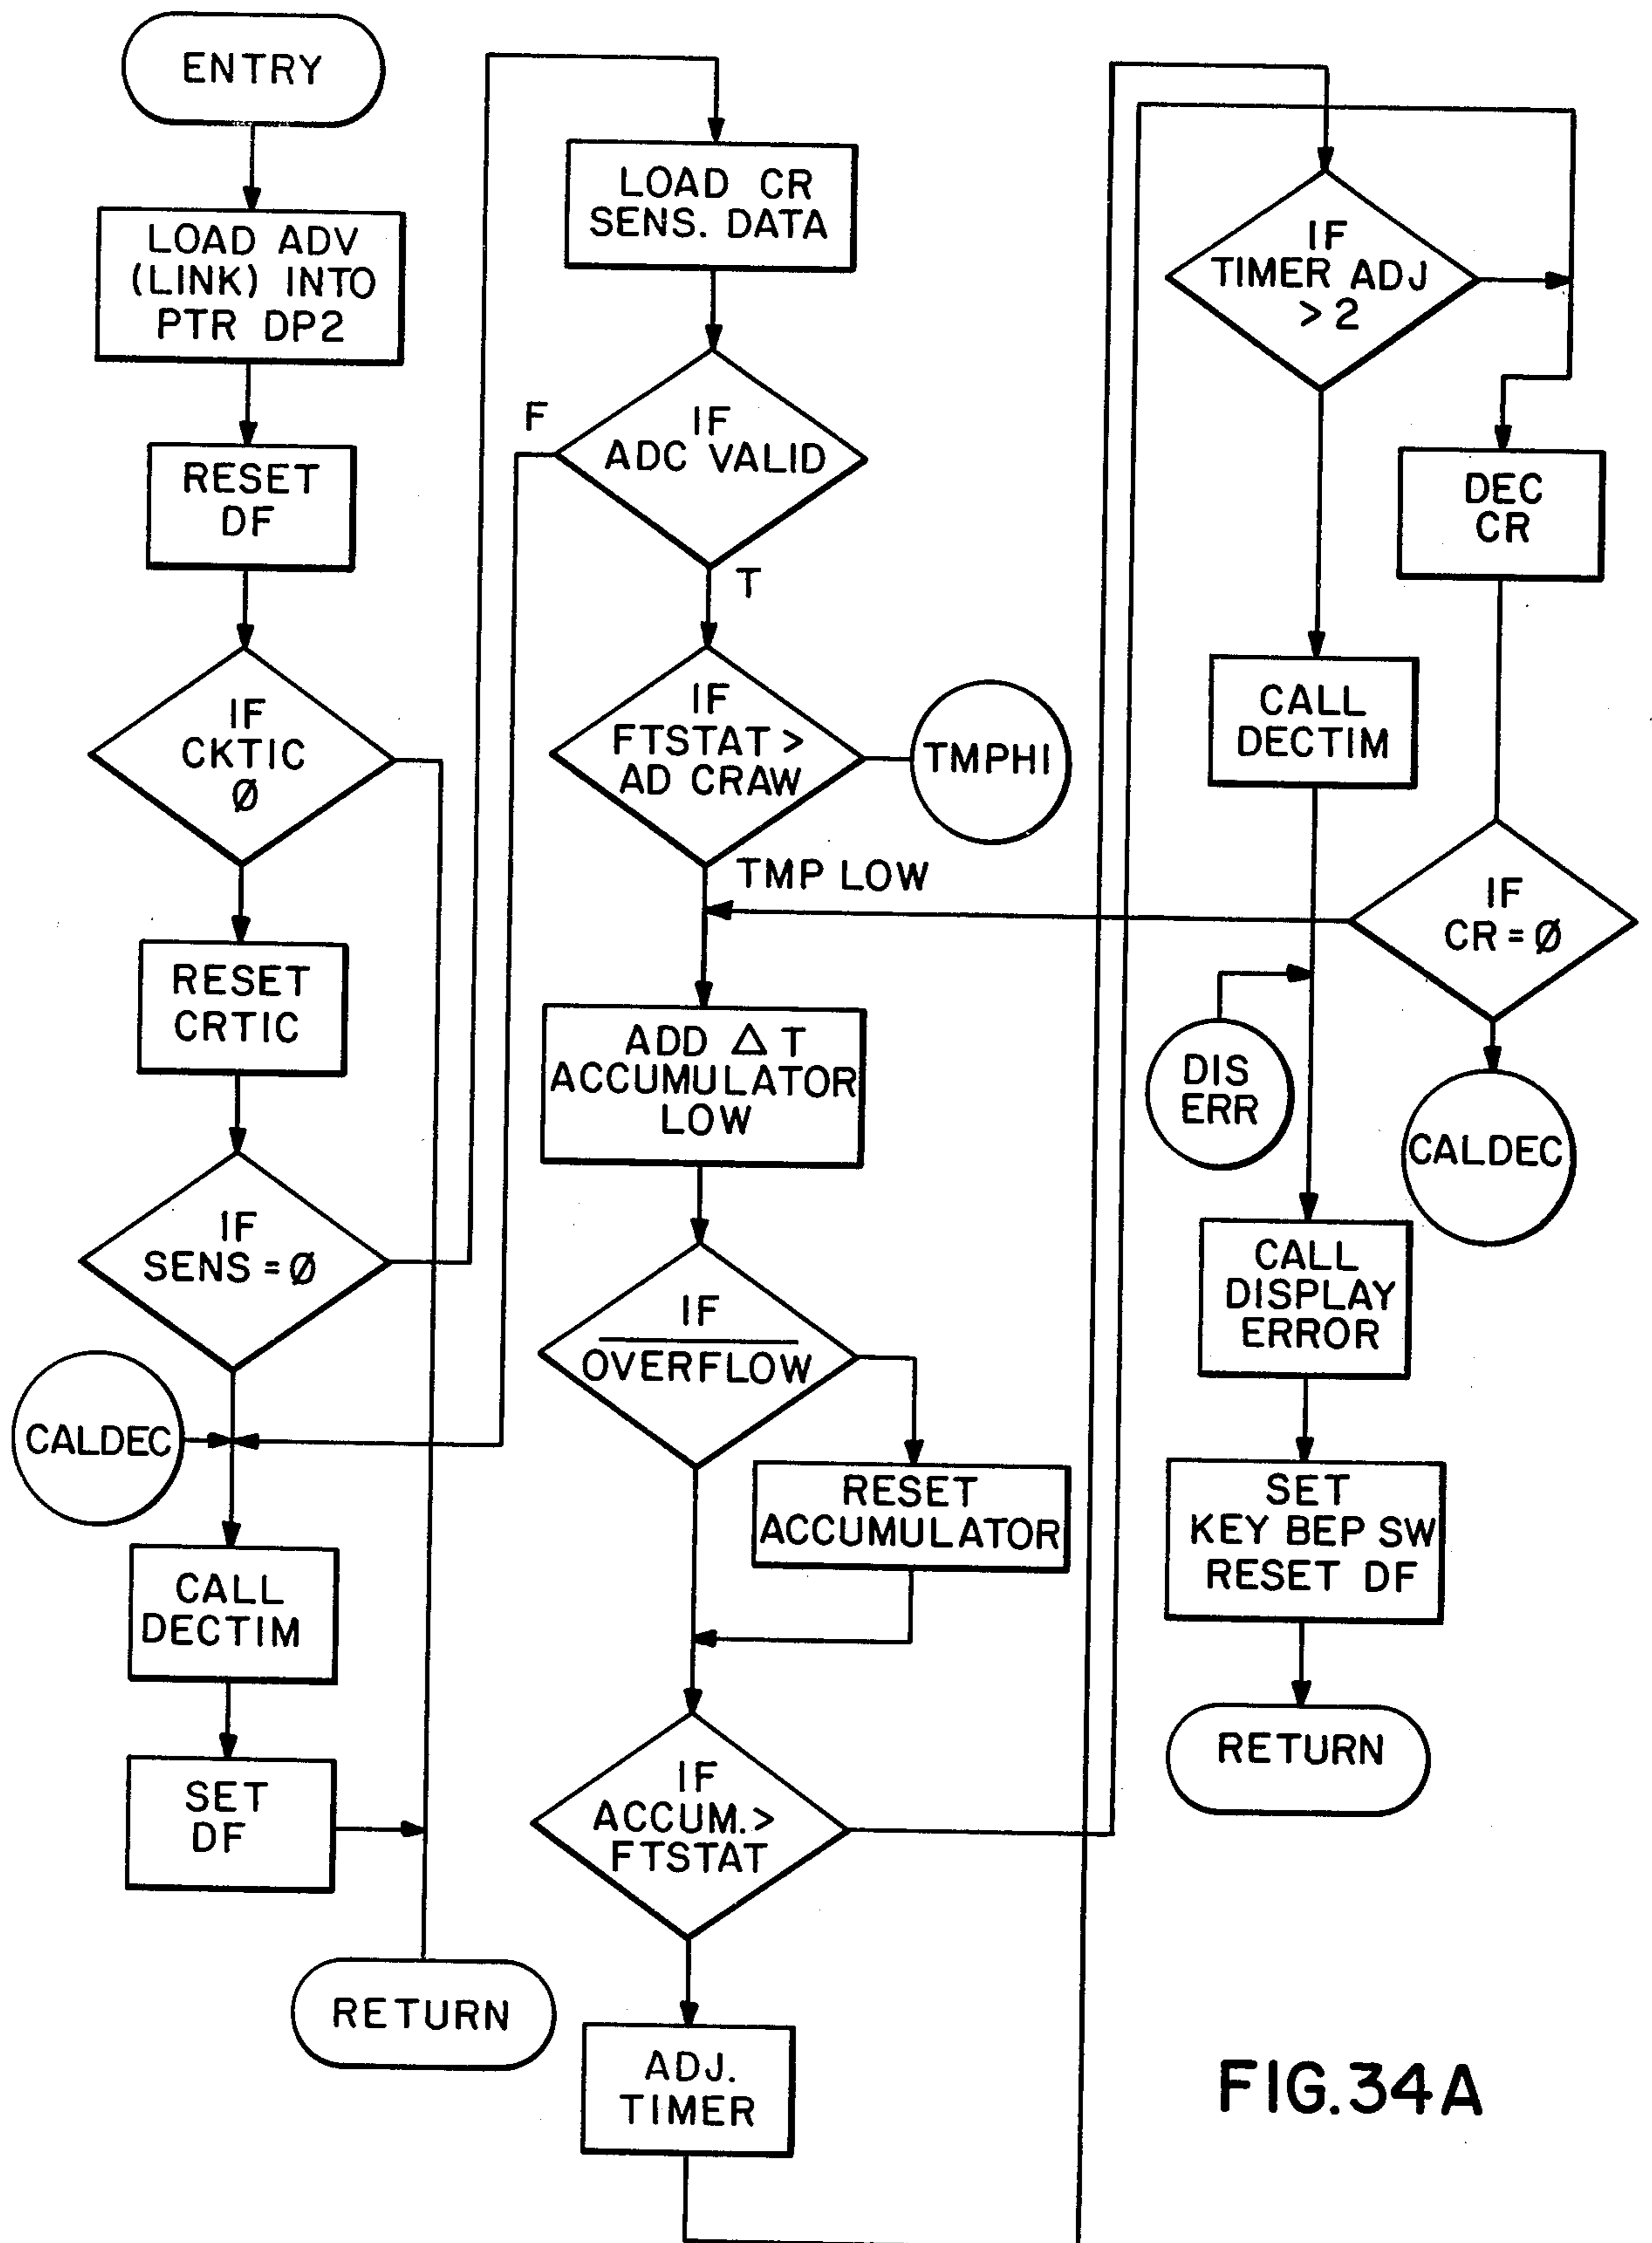 ENTRY
LOAD ADV
(LINK) INTO
PTR DP2
RESET
DF
IF
CKTIC
Ø
RESET
CRTIC
IF
SENS = Ø
CALDEC
CALL
DECTIM
SET
DF
RETURN
LOAD CR
SENS. DATA
IF
ADC VALID
F
T
IF
FTSTAT >
AD CRAW
TMPHI
TMP LOW
ADD Δ T
ACCUMULATOR
LOW
IF
OVERFLOW
RESET
ACCUMULATOR
IF
ACCUM. >
FTSTAT
ADJ.
TIMER
IF
TIMER ADJ
> 2
DEC
CR
CALL
DECTIM
IF
CR = Ø
DIS
ERR
CALDEC
CALL
DISPLAY
ERROR
SET
KEY BEP SW
RESET DF
RETURN
FIG. 34A